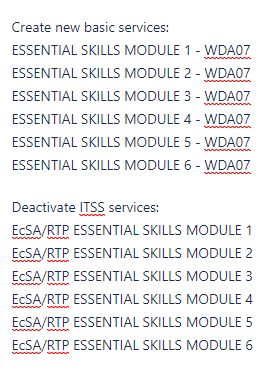 Create new basic services:
ESSENTIAL SKILLS MODULE 1 - WDA07
ESSENTIAL SKILLS MODULE 2 - WDA07
ESSENTIAL SKILLS MODULE 3 - WDA07
ESSENTIAL SKILLS MODULE 4 - WDA07
ESSENTIAL SKILLS MODULE 5 - WDA07
ESSENTIAL SKILLS MODULE 6 - WDA07
Deactivate ITSS services:
EcSA/RTP ESSENTIAL SKILLS MODULE 1
EcSA/RTP ESSENTIAL SKILLS MODULE 2
EcSA/RTP ESSENTIAL SKILLS MODULE 3
EcSA/RTP ESSENTIAL SKILLS MODULE 4
EcSA/RTP ESSENTIAL SKILLS MODULE 5
EcSA/RTP ESSENTIAL SKILLS MODULE 6